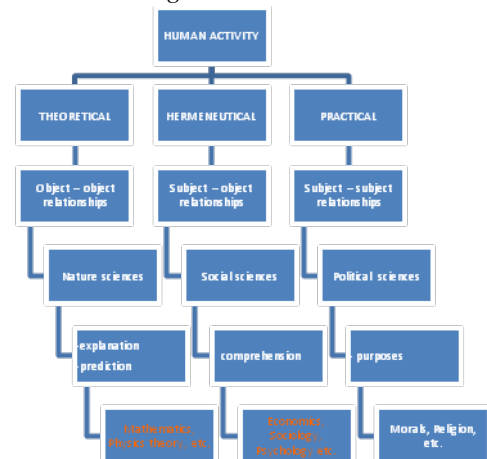 HUMAN ACTIVITY
THEORETICAL
HERMENEUTICAL
PRACTICAL
Object – object
relationships
Subject – object
relationships
Subject – subject
relationships
Nature sciences
Social sciences
Political sciences
-explanation
-prediction
comprehension
- purposes
Mathematics,
Physics theory, etc.
Economics
Sociology
Psychology, etc.
Morals, Religion,
etc.